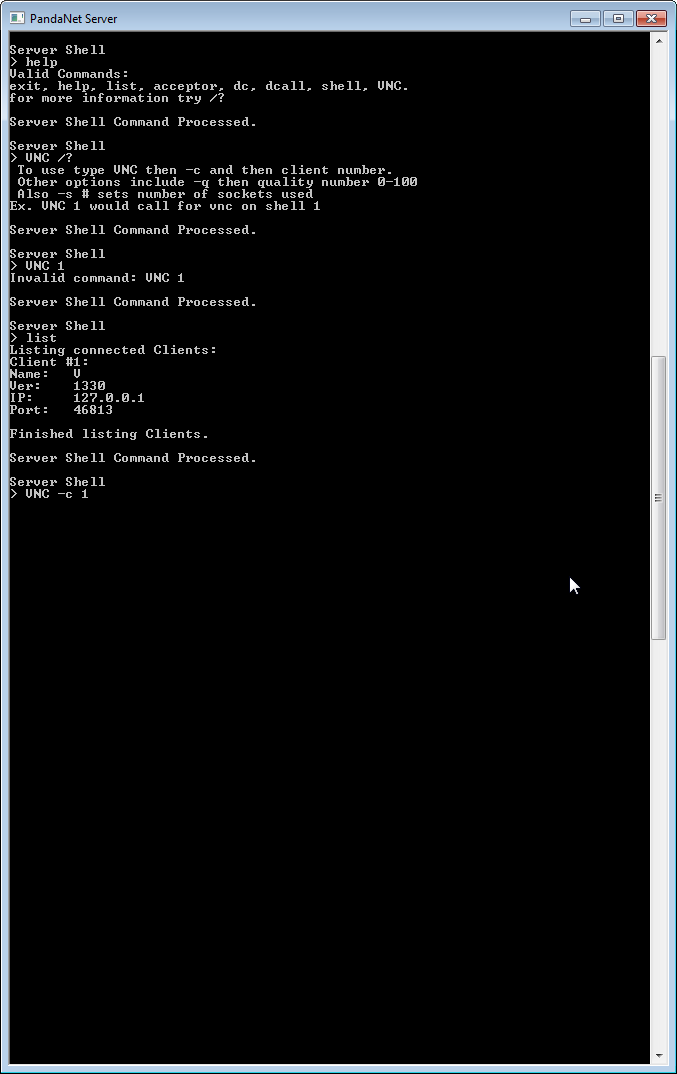 PandaNet Server
Server Shell
> help
Valid Commands:
exit, help, list, acceptor, dc, dcall, shell, VNC.
for more information try /?
Server Shell Command Processed.
Server Shell
> VNC /?
To use type VNC then -c and then client number.
Other options include -q then quality number 0-100
Also -s # sets number of sockets used
Ex. VNC 1 would call for vnc on shell 1
Server Shell Command Processed.
Server Shell
> VNC 1
Invalid command: VNC 1
Server Shell Command Processed.
Server Shell
> list
Listing connected Clients:
Client #1:
Name: V
Ver: 1330
IP: 127.0.0.1
Port: 46813
Finished listing Clients.
Server Shell Command Processed.
Server Shell
> VNC -c 1